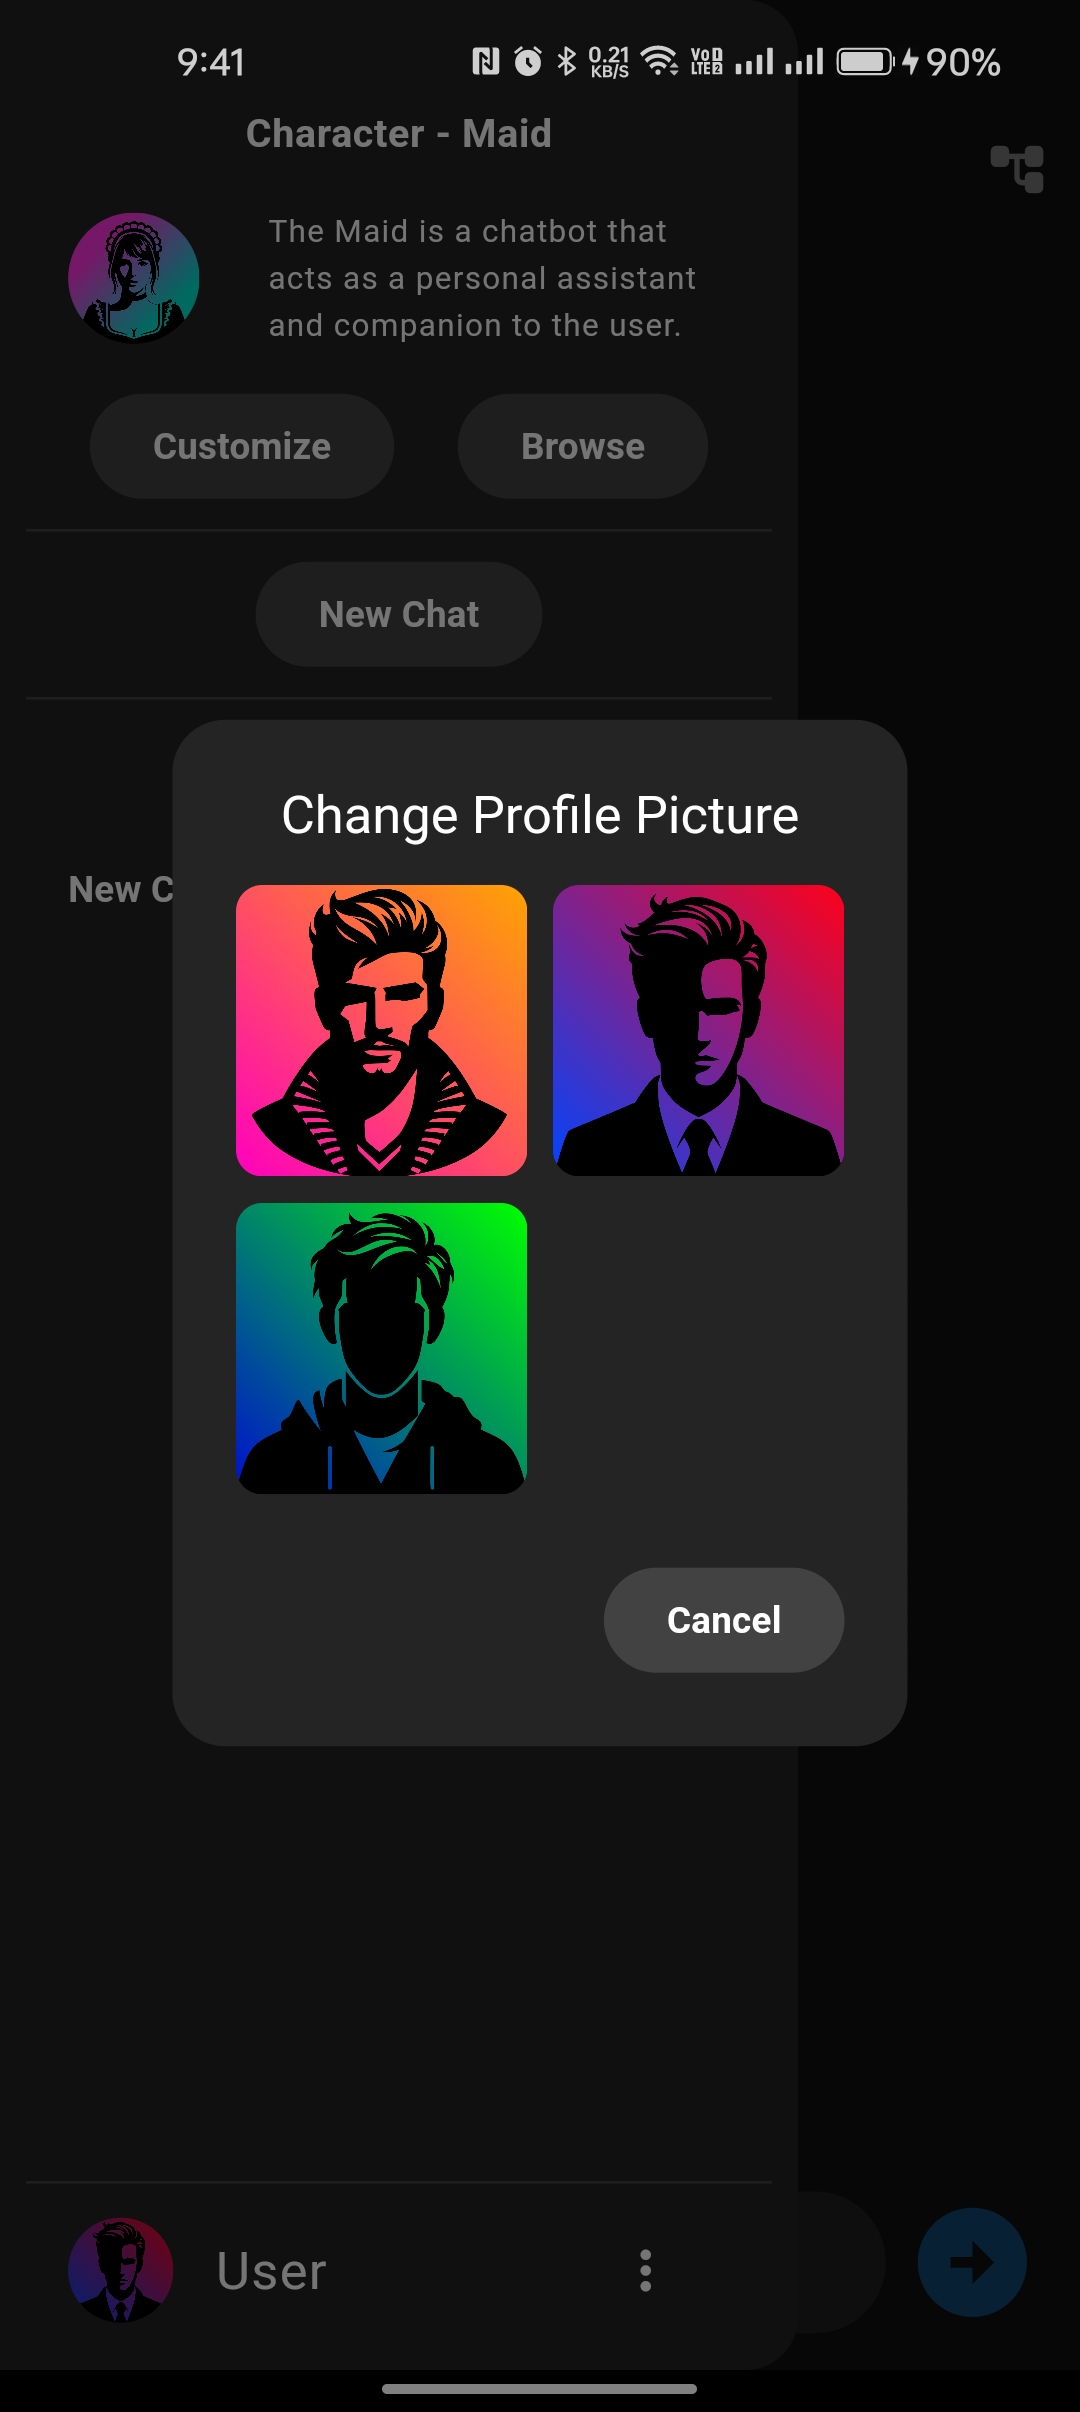 9:41
0.21
KB/S
VoD
LTE2
90%
Character - Maid
The Maid is a chatbot that
acts as a personal assistant
and companion to the user.
Customize
Browse
New Chat
Change Profile Picture
New C
Cancel
User